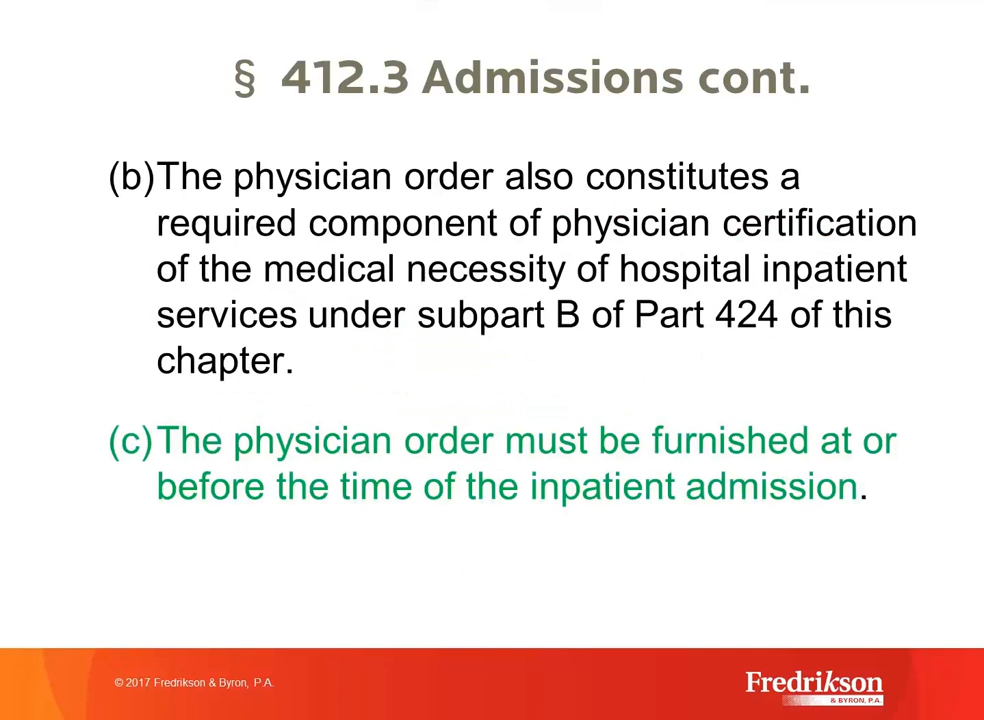 § 412.3 Admissions cont.
(b) The physician order also constitutes a
required component of physician certification
of the medical necessity of hospital inpatient
services under subpart B of Part 424 of this
chapter.
(c) The physician order must be furnished at or
before the time of the inpatient admission.
© 2017 Fredrikson & Byron, P.A.
Fredrikson
& BYRON, P.A.